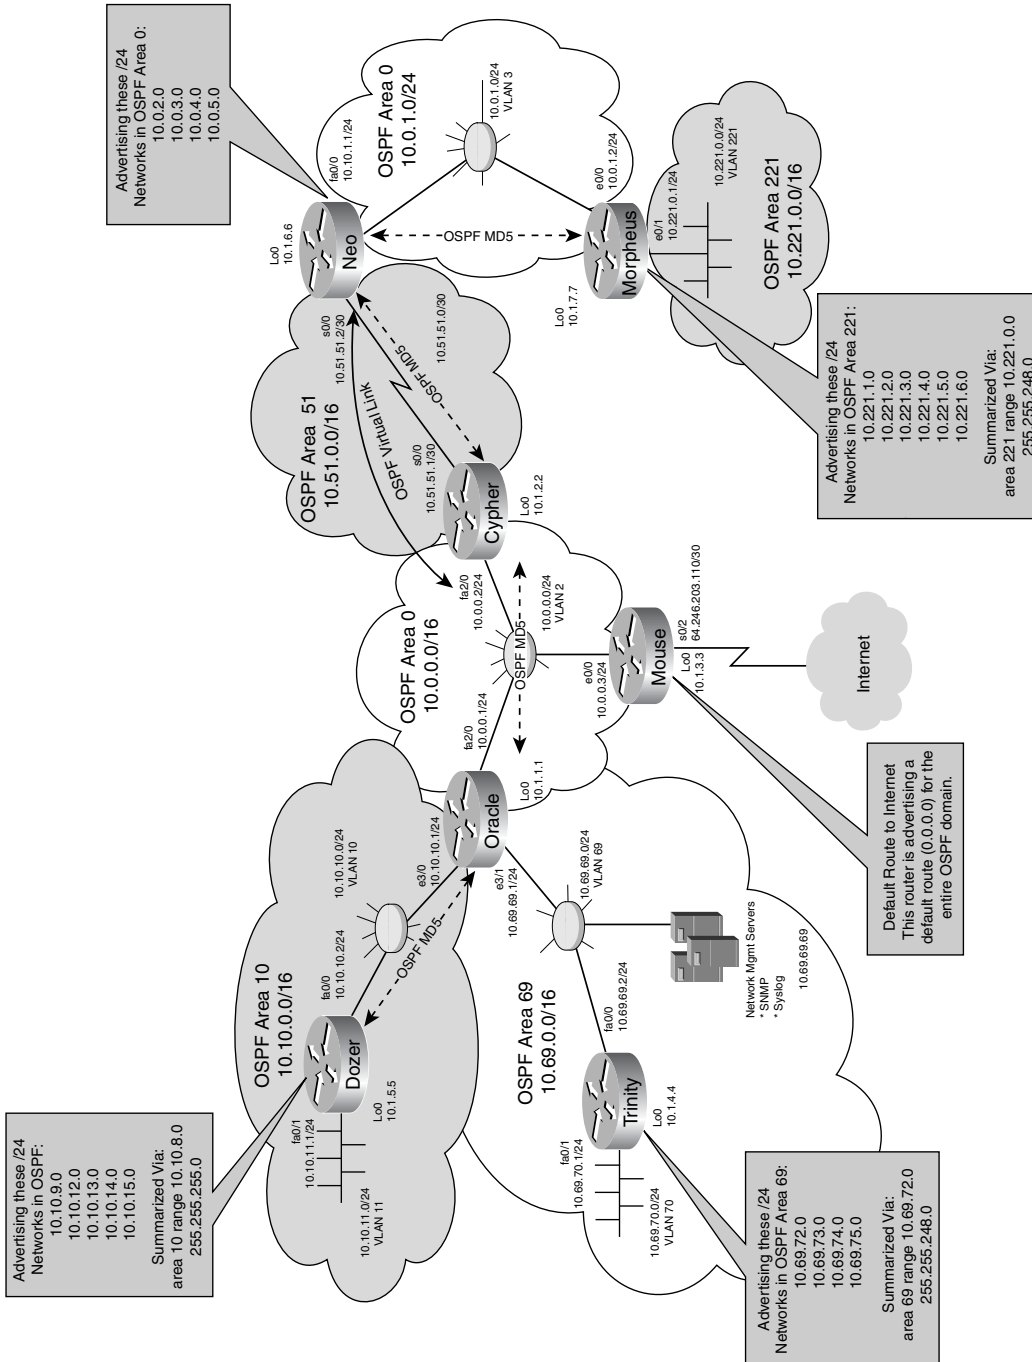 Advertising these /24
Networks in OSPF:
10.10.9.0
10.10.12.0
10.10.13.0
10.10.14.0
10.10.15.0
Summarized Via:
area 10 range 10.10.8.0
255.255.255.0
OSPF Area 10
10.10.0.0/16
Dozer
Lo0
10.1.5.5
fa0/1
10.10.11.1/24
10.10.11.0/24
VLAN 11
fa0/0
10.10.10.2/24
10.10.10.0/24
VLAN 10
e3/0
10.10.10.1/24
OSPF MD5
Oracle
Lo0
10.1.1.1
fa2/0
10.0.0.1/24
e3/1
10.69.69.1/24
10.69.69.0/24
VLAN 69
OSPF Area 69
10.69.0.0/16
fa0/0
10.69.69.2/24
Trinity
Lo0
10.1.4.4
fa0/1
10.69.70.1/24
10.69.70.0/24
VLAN 70
Network Mgmt Servers
* SNMP
* Syslog
10.69.69.69
Advertising these /24
Networks in OSPF Area 69:
10.69.72.0
10.69.73.0
10.69.74.0
10.69.75.0
Summarized Via:
area 69 range 10.69.72.0
255.255.248.0
OSPF Area 0
10.0.0.0/16
OSPF MD5
10.0.0.0/24
VLAN 2
fa2/0
10.0.0.2/24
Cypher
Lo0
10.1.2.2
e0/0
10.0.0.3/24
Mouse
s0/2
64.246.203.110/30
Lo0
10.1.3.3
Internet
Default Route to Internet
This router is advertising a
default route (0.0.0.0) for the
entire OSPF domain.
OSPF Area 51
10.51.0.0/16
OSPF Virtual Link
s0/0
10.51.51.1/30
OSPF MD5
s0/0
10.51.51.2/30
10.51.51.0/30
Neo
Lo0
10.1.6.6
fa0/0
10.10.1.1/24
Advertising these /24
Networks in OSPF Area 0:
10.0.2.0
10.0.3.0
10.0.4.0
10.0.5.0
OSPF Area 0
10.0.1.0/24
10.0.1.0/24
VLAN 3
OSPF MD5
e0/0
10.0.1.2/24
Morpheus
Lo0
10.1.7.7
e0/1
10.221.0.1/24
10.221.0.0/24
VLAN 221
OSPF Area 221
10.221.0.0/16
Advertising these /24
Networks in OSPF Area 221:
10.221.1.0
10.221.2.0
10.221.3.0
10.221.4.0
10.221.5.0
10.221.6.0
Summarized Via:
area 221 range 10.221.0.0
255.255.248.0